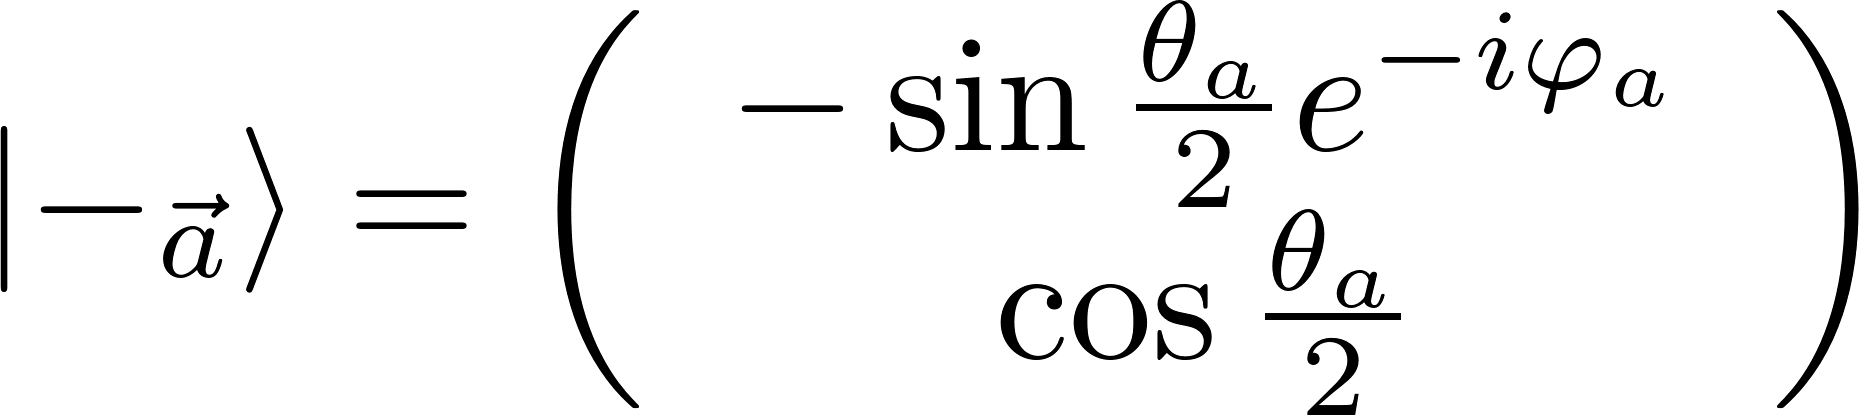 |−a⃗⟩ = ( −sin θₐ/2 e^{−iφₐ}
cos θₐ/2 )